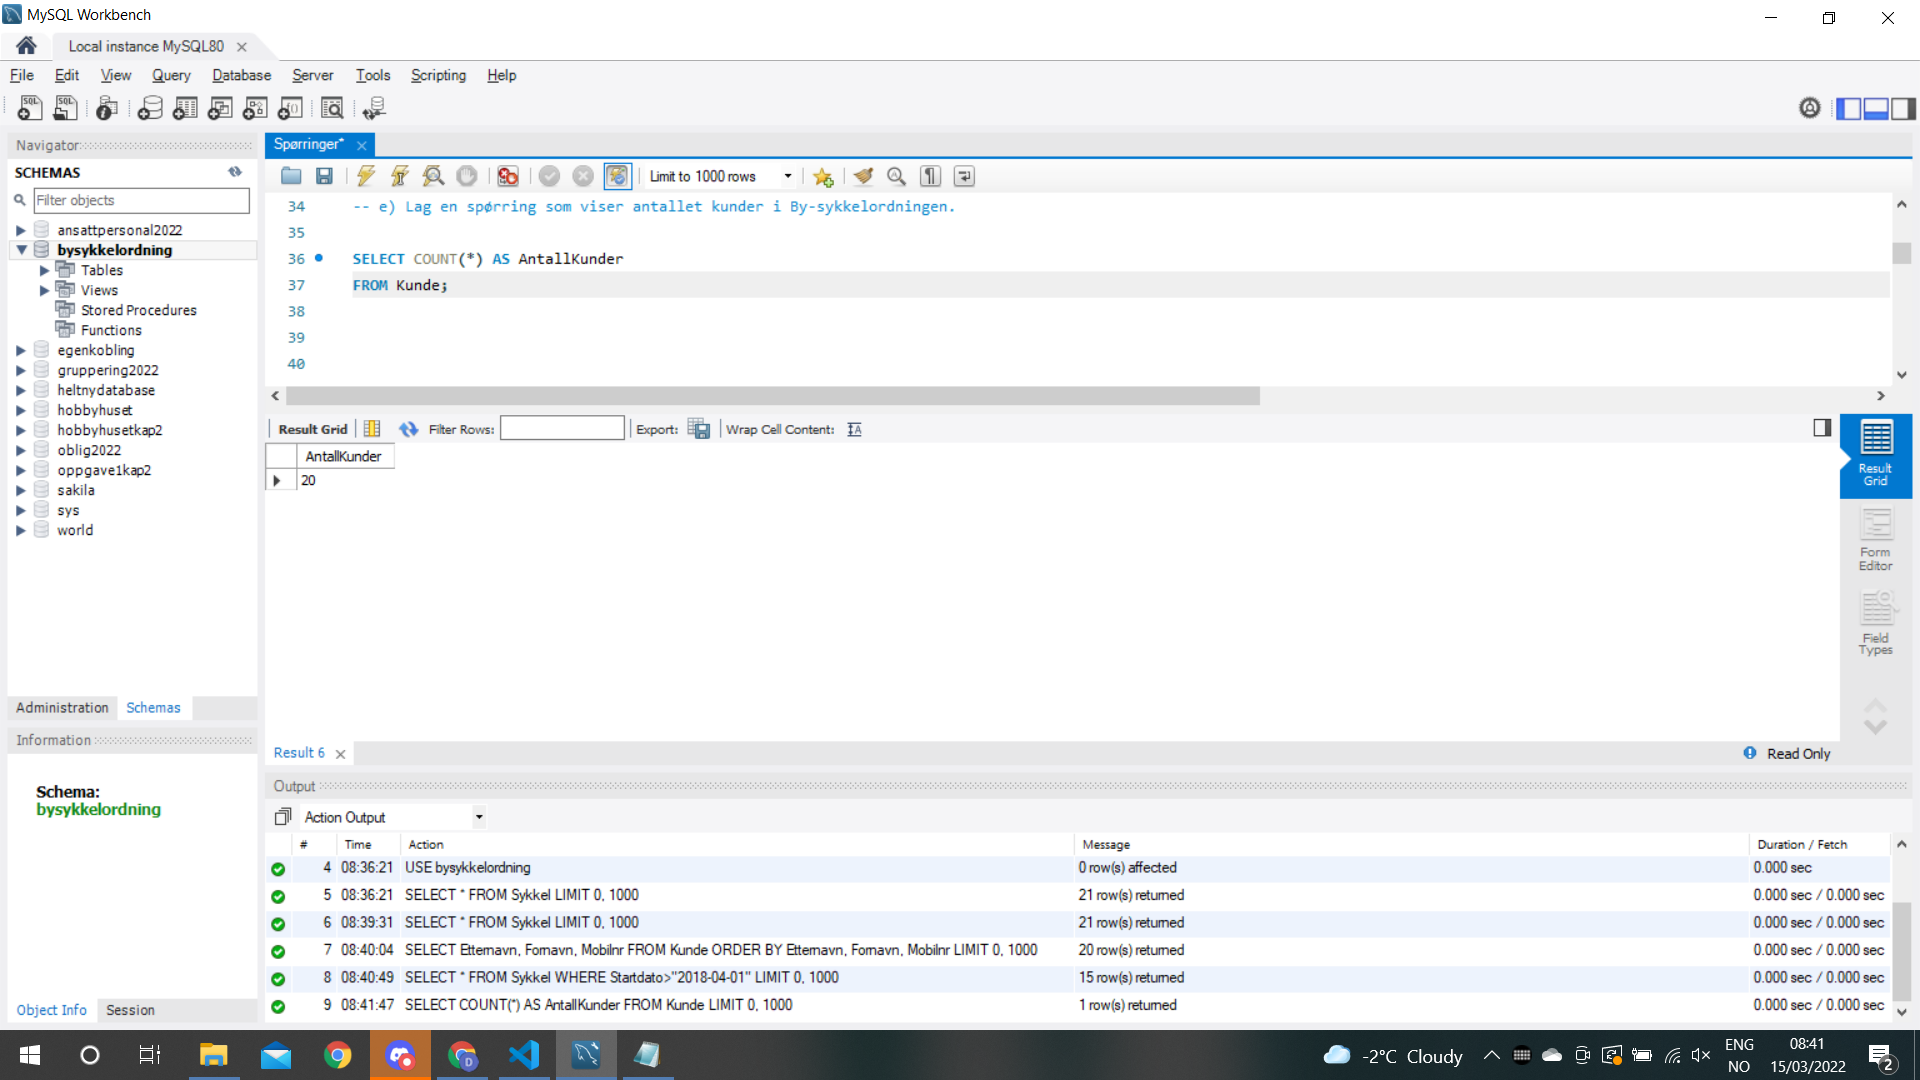 MySQL Workbench
Local instance MySQL80
File Edit View Query Database Server Tools Scripting Help
Navigator
SCHEMAS
Filter objects
ansattpersonal2022
bysykkelordning
Tables
Views
Stored Procedures
Functions
egenkobling
gruppering2022
heltnydatabase
hobbyhuset
hobbyhusetkap2
oblig2022
oppgave1kap2
sakila
sys
world
Administration Schemas
Information
Schema:
bysykkelordning
Object Info Session
Spørringer*
Limit to 1000 rows
34 -- e) Lag en spørring som viser antallet kunder i By-sykkelordningen.
35
36 SELECT COUNT(*) AS AntallKunder
37 FROM Kunde;
38
39
40
Result Grid Filter Rows: Export: Wrap Cell Content:
AntallKunder
20
Result
Grid
Form
Editor
Field
Types
Result 6
Read Only
Output
Action Output
# Time Action Message Duration / Fetch
4 08:36:21 USE bysykkelordning 0 row(s) affected 0.000 sec
5 08:36:21 SELECT * FROM Sykkel LIMIT 0, 1000 21 row(s) returned 0.000 sec / 0.000 sec
6 08:39:31 SELECT * FROM Sykkel LIMIT 0, 1000 21 row(s) returned 0.000 sec / 0.000 sec
7 08:40:04 SELECT Etternavn, Fornavn, Mobilnr FROM Kunde ORDER BY Etternavn, Fornavn, Mobilnr LIMIT 0, 1000 20 row(s) returned 0.000 sec / 0.000 sec
8 08:40:49 SELECT * FROM Sykkel WHERE Startdato>"2018-04-01" LIMIT 0, 1000 15 row(s) returned 0.000 sec / 0.000 sec
9 08:41:47 SELECT COUNT(*) AS AntallKunder FROM Kunde LIMIT 0, 1000 1 row(s) returned 0.000 sec / 0.000 sec
-2°C Cloudy
ENG
NO
08:41
15/03/2022
2